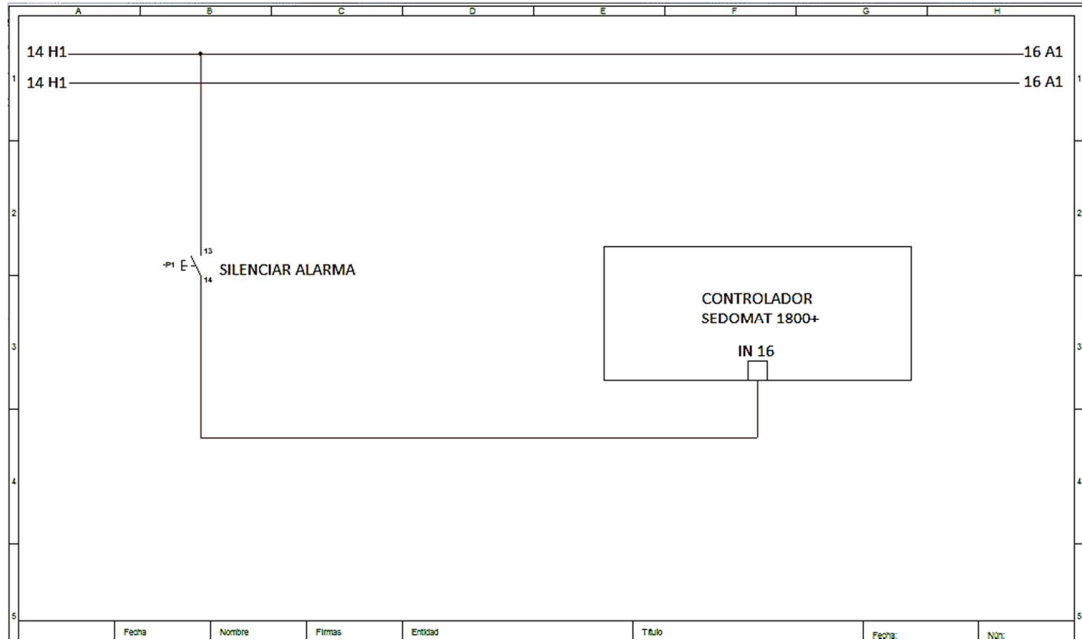 A B C D E F G H
14 H1 16 A1
1 1
14 H1 16 A1
2 2
13
-P1 SILENCIAR ALARMA
14
CONTROLADOR
SEDOMAT 1800+
3 3
IN 16
4 4
5 5
Fecha Nombre Firmas Entidad Título Fecha: Núm: